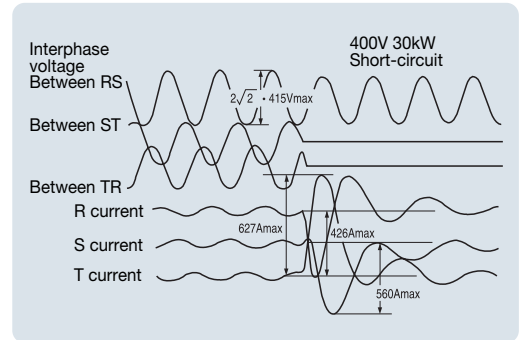 Interphase
voltage
400V 30kW
Short-circuit
Between RS
2√2 · 415Vmax
Between ST
Between TR
R current
627Amax
426Amax
S current
T current
560Amax